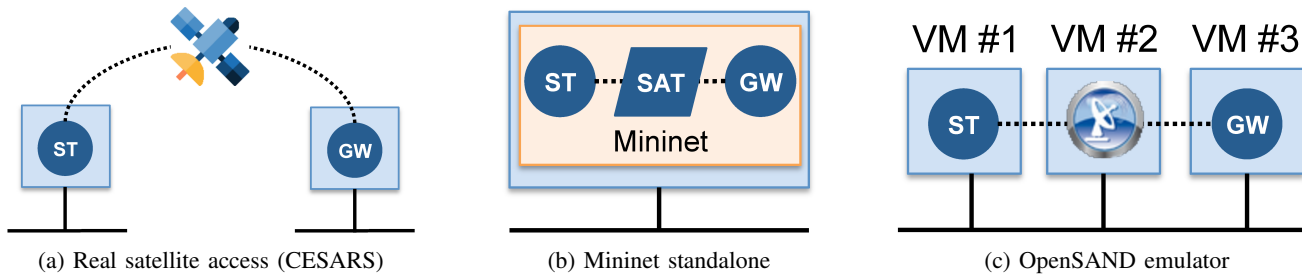 VM #1 VM #2 VM #3
ST SAT GW
Mininet
ST GW
ST GW
(a) Real satellite access (CESARS)
(b) Mininet standalone
(c) OpenSAND emulator